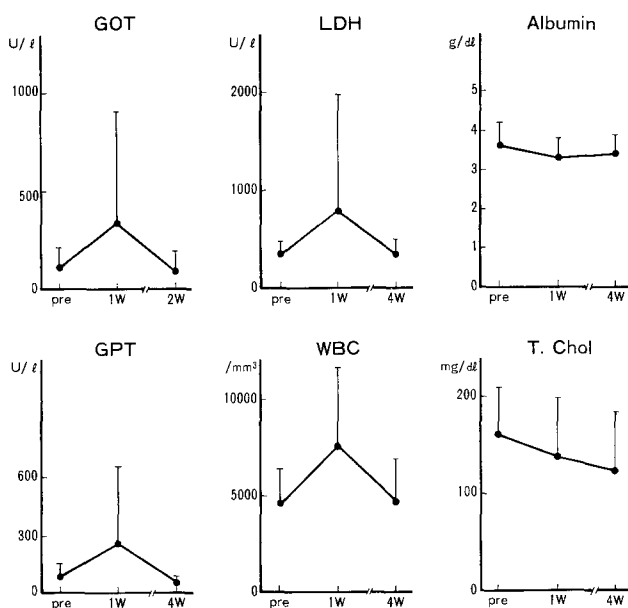 GOT
U/ℓ
1000
500
0
pre 1W 2W
LDH
U/ℓ
2000
1000
0
pre 1W 4W
Albumin
g/dℓ
5
4
3
2
1
0
pre 1W 4W
GPT
U/ℓ
600
300
0
pre 1W 4W
WBC
/mm³
10000
5000
0
pre 1W 4W
T. Chol
mg/dℓ
200
100
0
pre 1W 4W